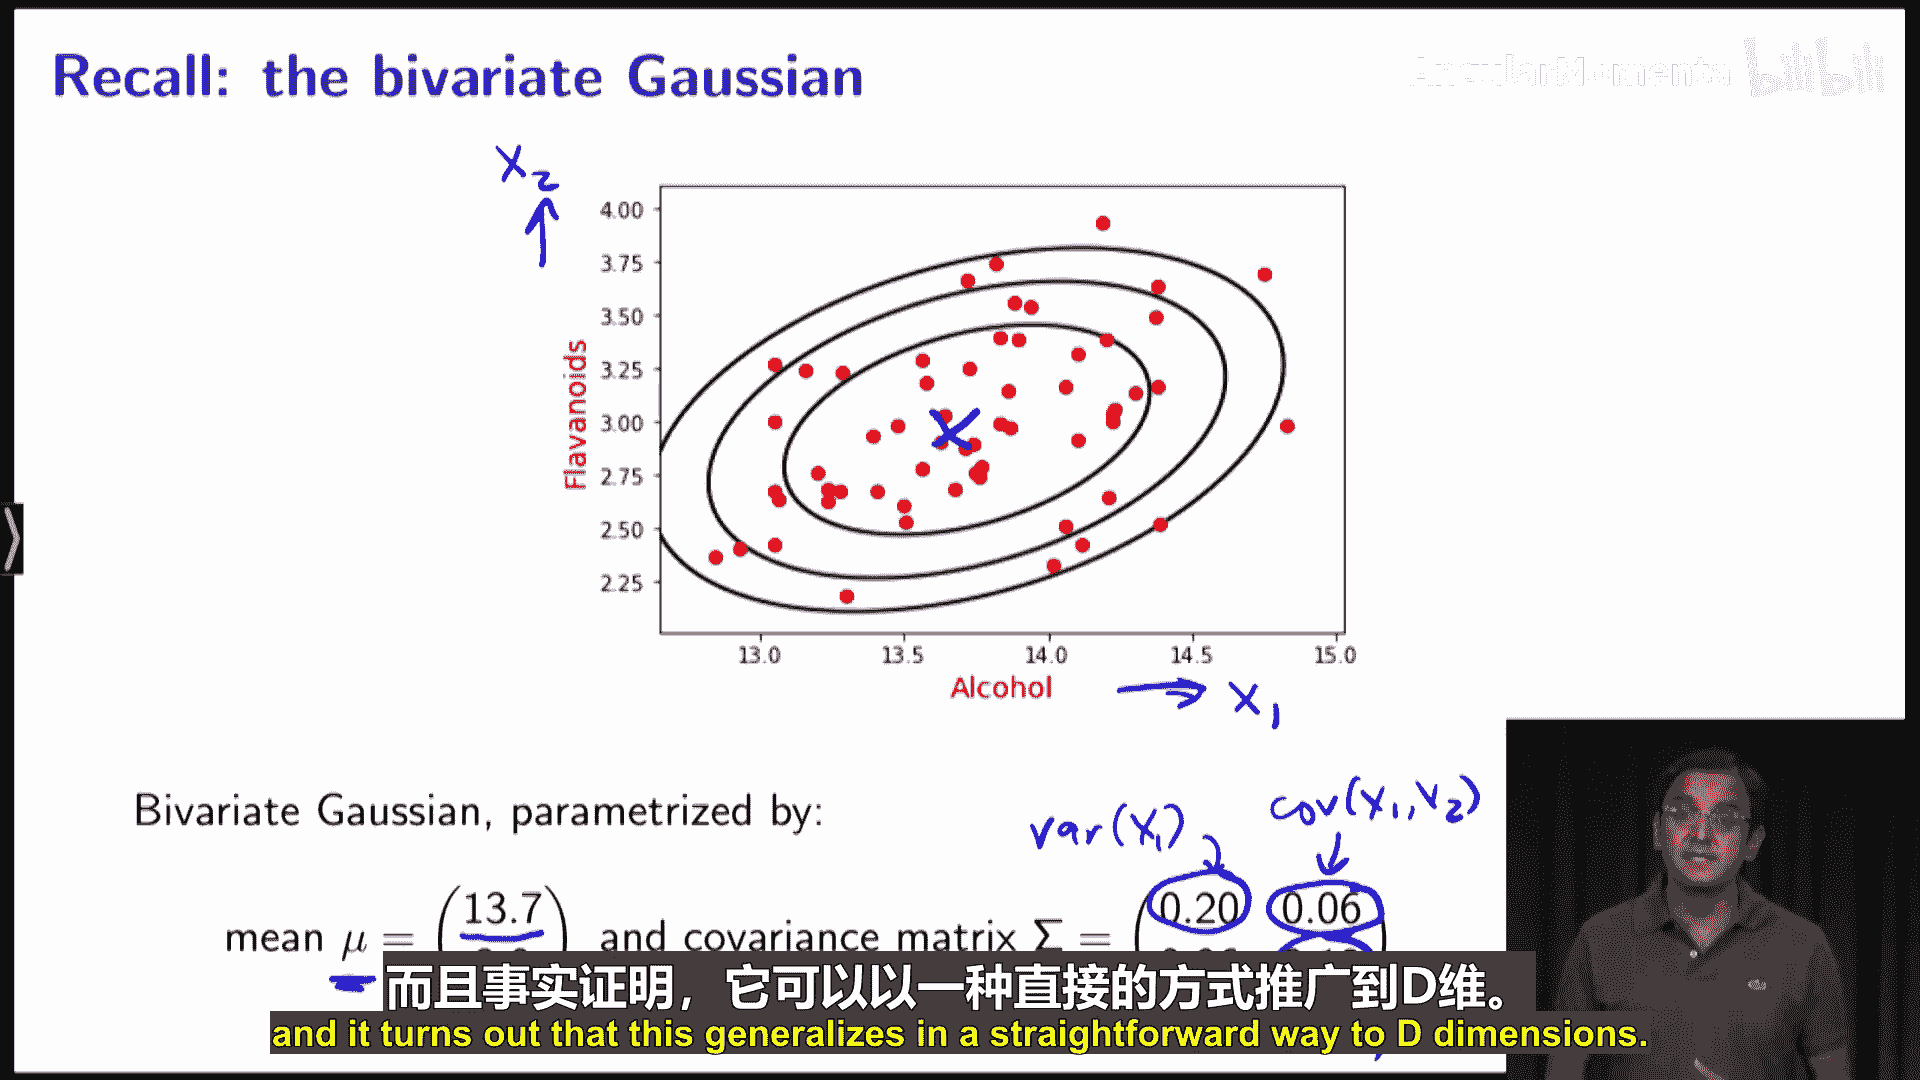 Recall: the bivariate Gaussian
AngularMomenta bilibili
X2
4.00
3.75
3.50
3.25
3.00
2.75
2.50
2.25
Flavanoids
13.0 13.5 14.0 14.5 15.0
Alcohol
X1
Bivariate Gaussian, parametrized by:
var(X1)
cov(X1,X2)
mean μ = (13.7 and covariance matrix Σ = (0.20 0.06
而且事实证明，它可以以一种直接的方式推广到D维。
and it turns out that this generalizes in a straightforward way to D dimensions.